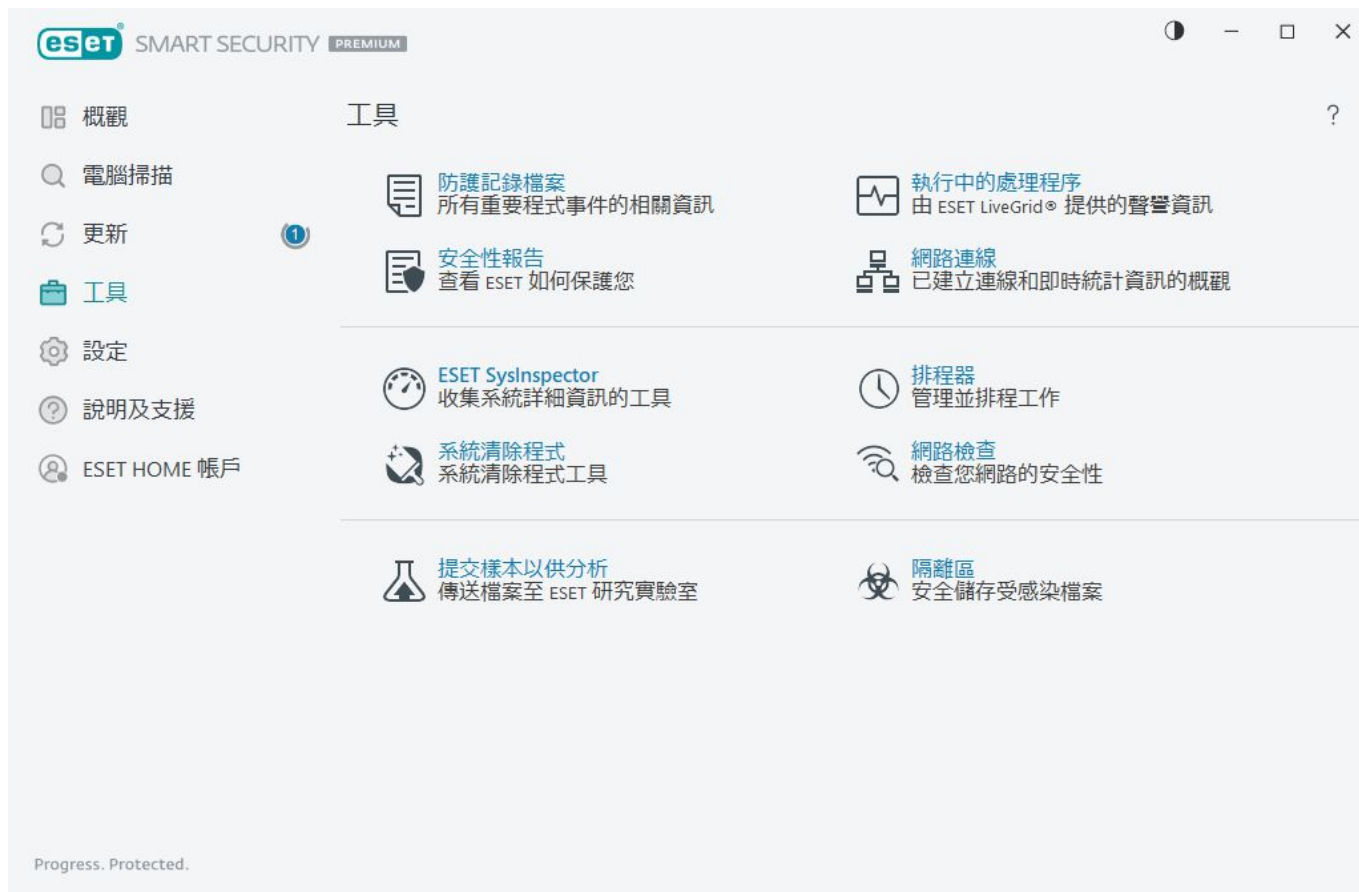 eset® SMART SECURITY PREMIUM
概觀
電腦掃描
更新 1
工具
設定
說明及支援
ESET HOME 帳戶
工具 ?
防護記錄檔案
所有重要程式事件的相關資訊
執行中的處理程序
由 ESET LiveGrid® 提供的聲譽資訊
安全性報告
查看 ESET 如何保護您
網路連線
已建立連線和即時統計資訊的概觀
ESET SysInspector
收集系統詳細資訊的工具
排程器
管理並排程工作
系統清除程式
系統清除程式工具
網路檢查
檢查您網路的安全性
提交樣本以供分析
傳送檔案至 ESET 研究實驗室
隔離區
安全儲存受感染檔案
Progress. Protected.